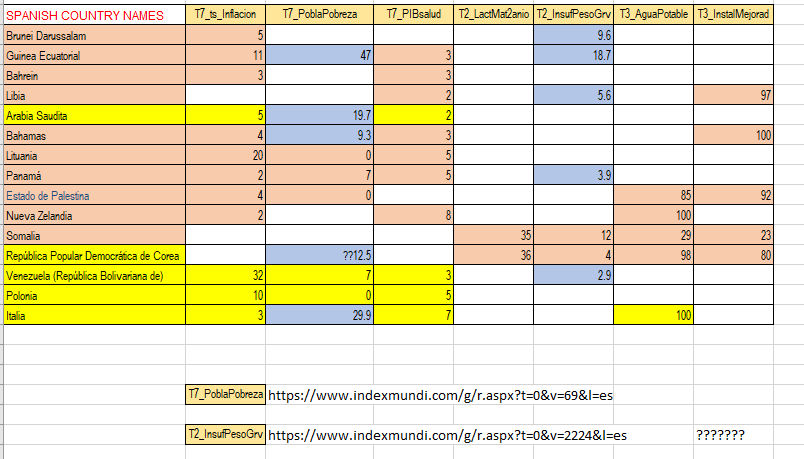 SPANISH COUNTRY NAMES T7_ts_Inflacion T7_PoblaPobreza T7_PIBsalud T2_LactMat2anio T2_InsufPesoGrv T3_AguaPotable T3_InstalMejorad
Brunei Darussalam 5 9.6
Guinea Ecuatorial 11 47 3 18.7
Bahrein 3 3
Libia 2 5.6 97
Arabia Saudita 5 19.7 2
Bahamas 4 9.3 3 100
Lituania 20 0 5
Panamá 2 7 5 3.9
Estado de Palestina 4 0 85 92
Nueva Zelandia 2 8 100
Somalia 35 12 29 23
República Popular Democrática de Corea ??12.5 36 4 98 80
Venezuela (República Bolivariana de) 32 7 3 2.9
Polonia 10 0 5
Italia 3 29.9 7 100
T7_PoblaPobreza https://www.indexmundi.com/g/r.aspx?t=0&v=69&l=es
T2_InsufPesoGrv https://www.indexmundi.com/g/r.aspx?t=0&v=2224&l=es ???????